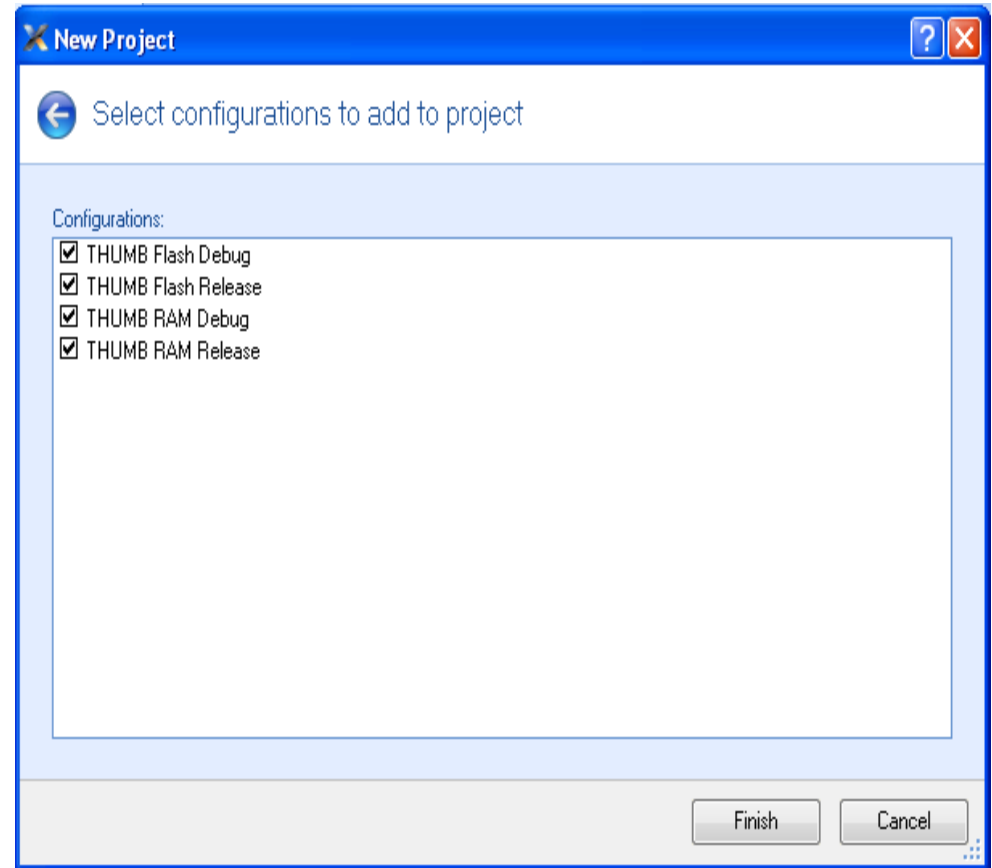 New Project
Select configurations to add to project
Configurations:
THUMB Flash Debug
THUMB Flash Release
THUMB RAM Debug
THUMB RAM Release
Finish Cancel